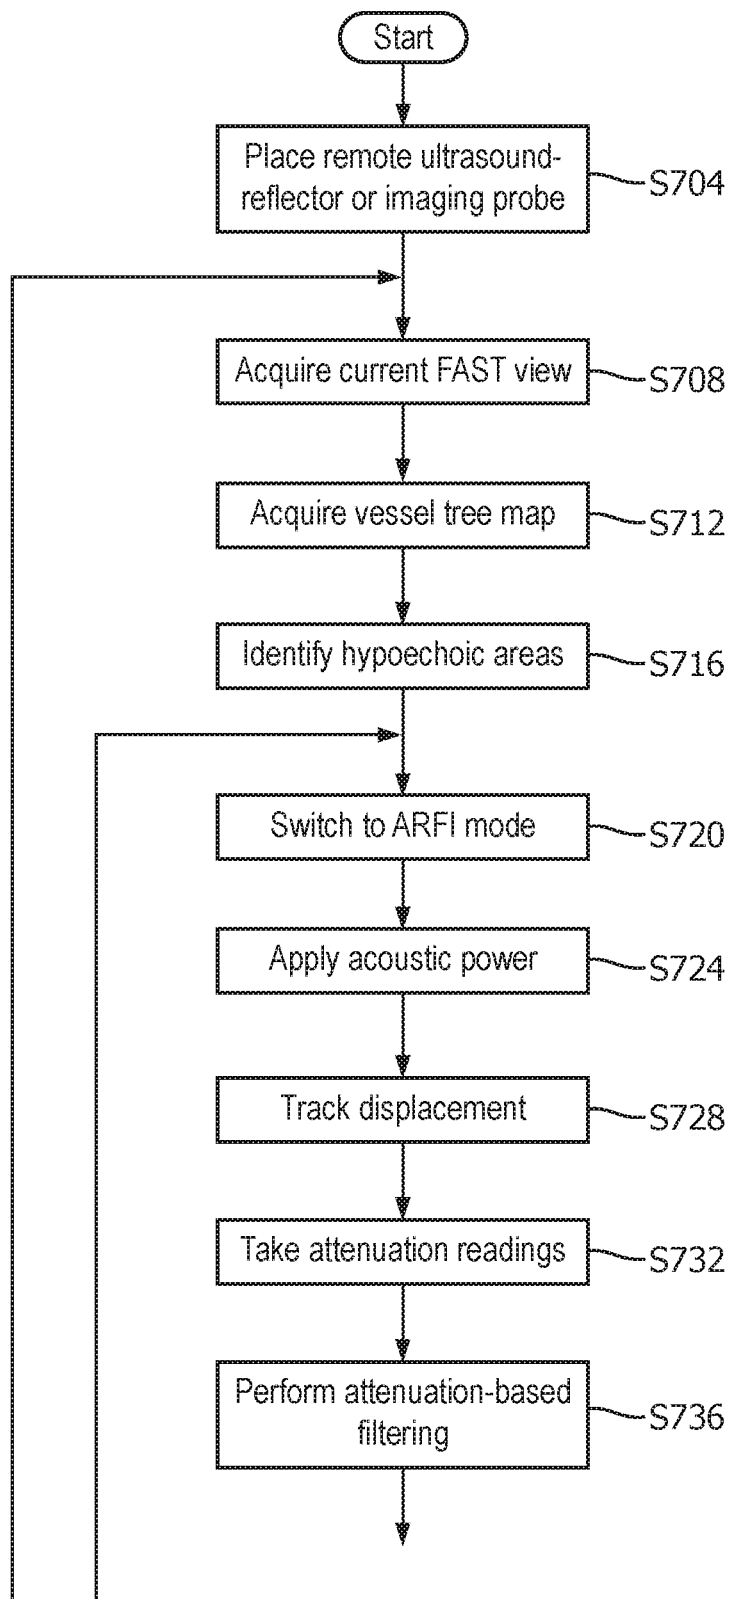 Start
Place remote ultrasound-
reflector or imaging probe
S704
Acquire current FAST view
S708
Acquire vessel tree map
S712
Identify hypoechoic areas
S716
Switch to ARFI mode
S720
Apply acoustic power
S724
Track displacement
S728
Take attenuation readings
S732
Perform attenuation-based
filtering
S736